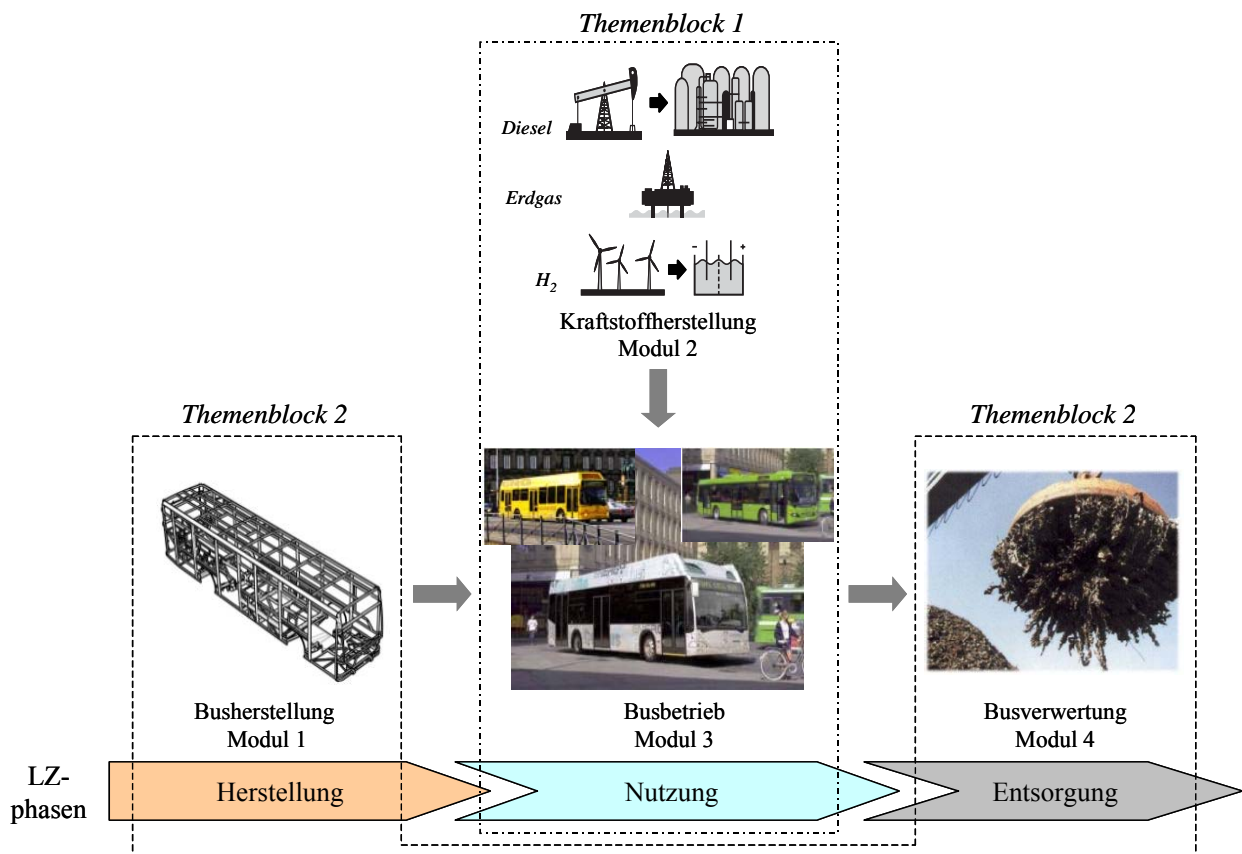 Themenblock 1
Diesel
Erdgas
- +
H2
Kraftstoffherstellung
Modul 2
Themenblock 2
Themenblock 2
Busherstellung
Modul 1
Busbetrieb
Modul 3
Busverwertung
Modul 4
LZ-
phasen
Herstellung
Nutzung
Entsorgung